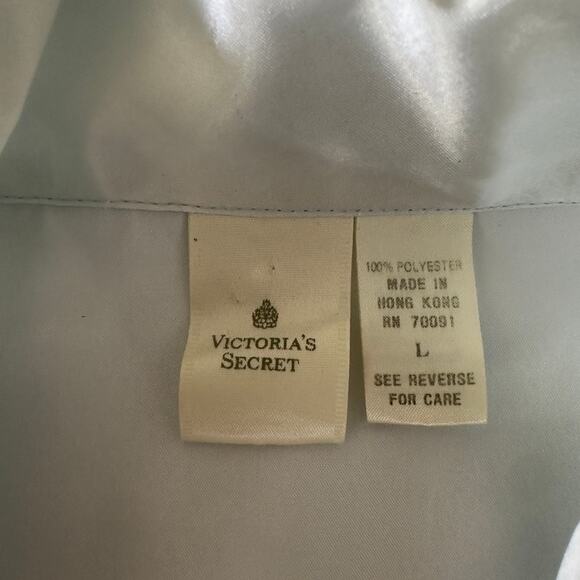 VICTORIA'S
SECRET
100% POLYESTER
MADE IN
HONG KONG
RN 70091
L
SEE REVERSE
FOR CARE